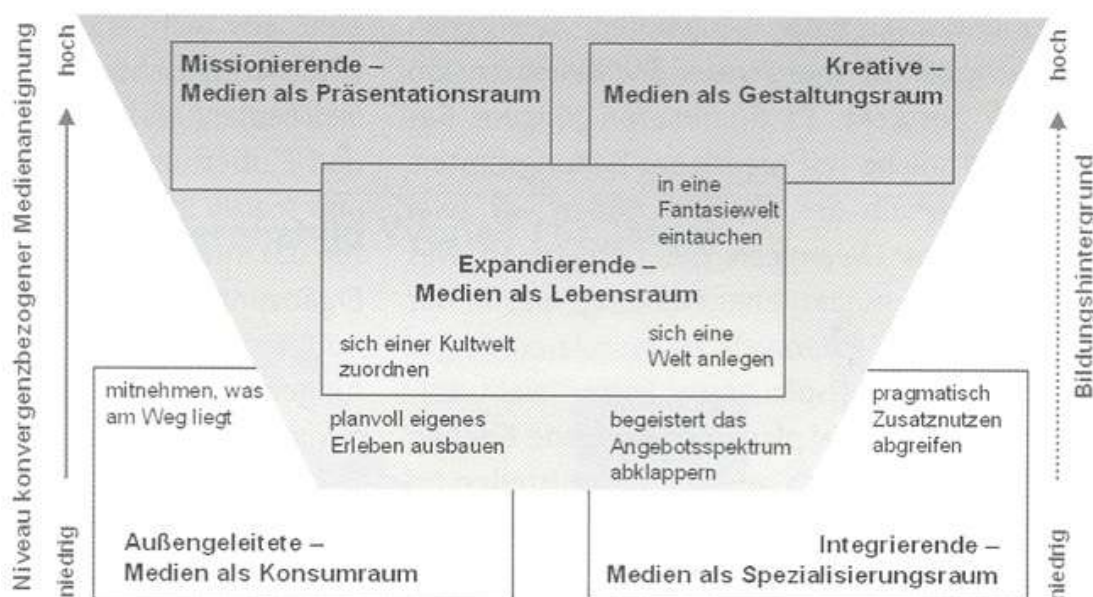 Niveau konvergenzbezogener Medienaneignung
hoch
niedrig
Missionierende –
Medien als Präsentationsraum
Kreative –
Medien als Gestaltungsraum
in eine
Fantasiewelt
eintauchen
Expandierende –
Medien als Lebensraum
sich einer Kultwelt
zuordnen
sich eine
Welt anlegen
mitnehmen, was
am Weg liegt
planvoll eigenes
Erleben ausbauen
begeistert das
Angebotsspektrum
abklappern
pragmatisch
Zusatznutzen
abgreifen
Außengeleitete –
Medien als Konsumraum
Integrierende –
Medien als Spezialisierungsraum
hoch
Bildungshintergrund
niedrig